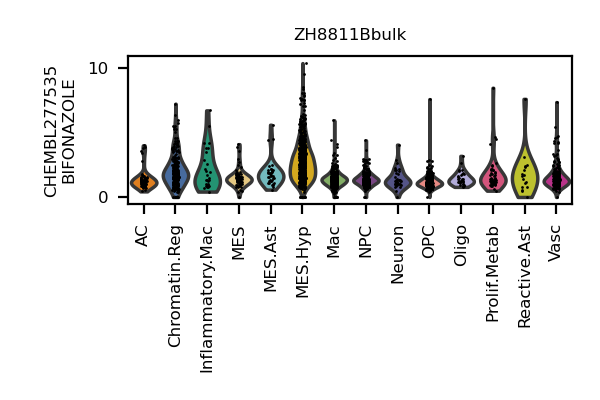 ZH8811Bbulk
CHEMBL277535
BIFONAZOLE
10
0
AC
Chromatin.Reg
Inflammatory.Mac
MES
MES.Ast
MES.Hyp
Mac
NPC
Neuron
OPC
Oligo
Prolif.Metab
Reactive.Ast
Vasc